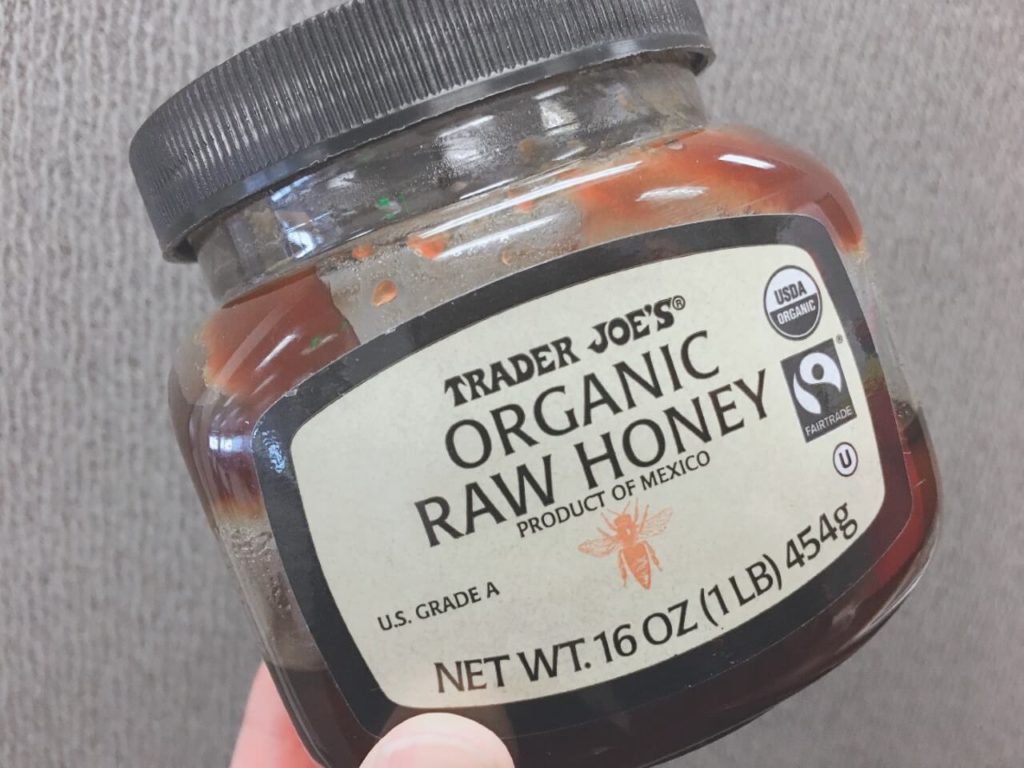 TRADER JOE'S®
ORGANIC
RAW HONEY
PRODUCT OF MEXICO
USDA
ORGANIC
FAIRTRADE
®
U
U.S. GRADE A
NET WT. 16 OZ (1 LB) 454g